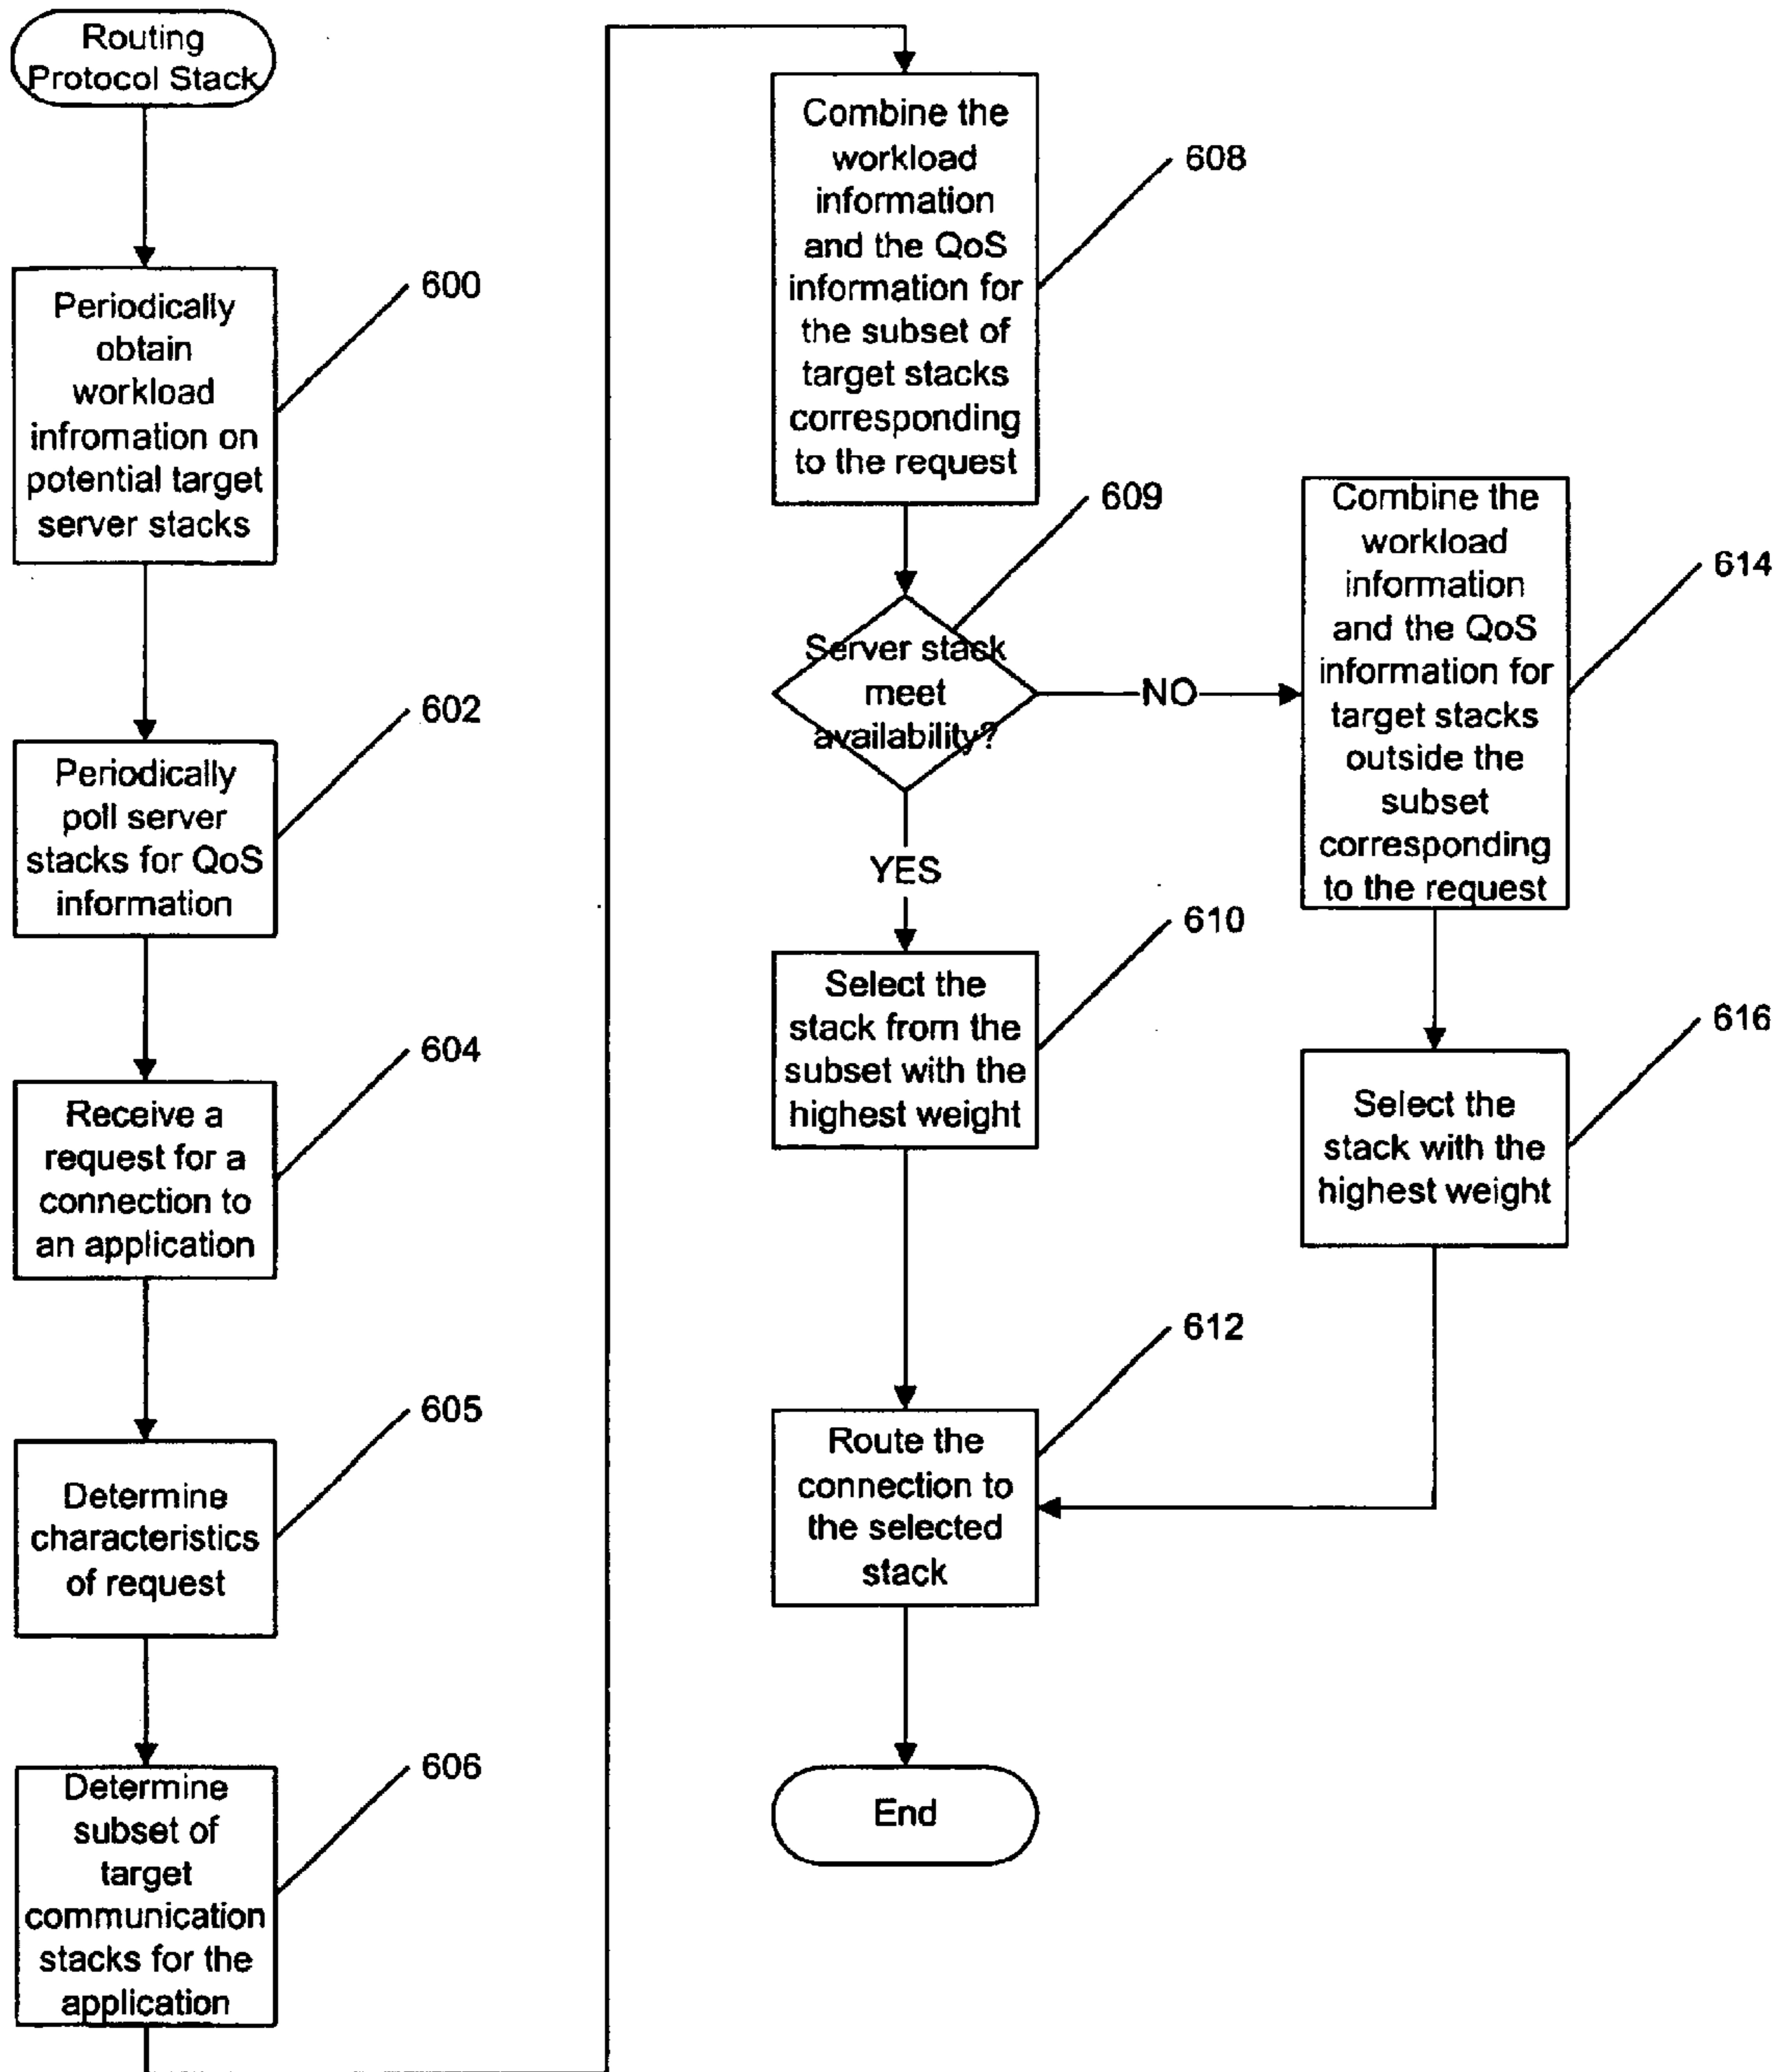 Routing
Protocol Stack
600
Periodically
obtain
workload
infromation on
potential target
server stacks
602
Periodically
poll server
stacks for QoS
information
604
Receive a
request for a
connection to
an application
605
Determine
characteristics
of request
606
Determine
subset of
target
communication
stacks for the
application
608
Combine the
workload
information
and the QoS
information for
the subset of
target stacks
corresponding
to the request
609
Server stack
meet
availability?
NO
YES
614
Combine the
workload
information
and the QoS
information for
target stacks
outside the
subset
corresponding
to the request
610
Select the
stack from the
subset with the
highest weight
616
Select the
stack with the
highest weight
612
Route the
connection to
the selected
stack
End